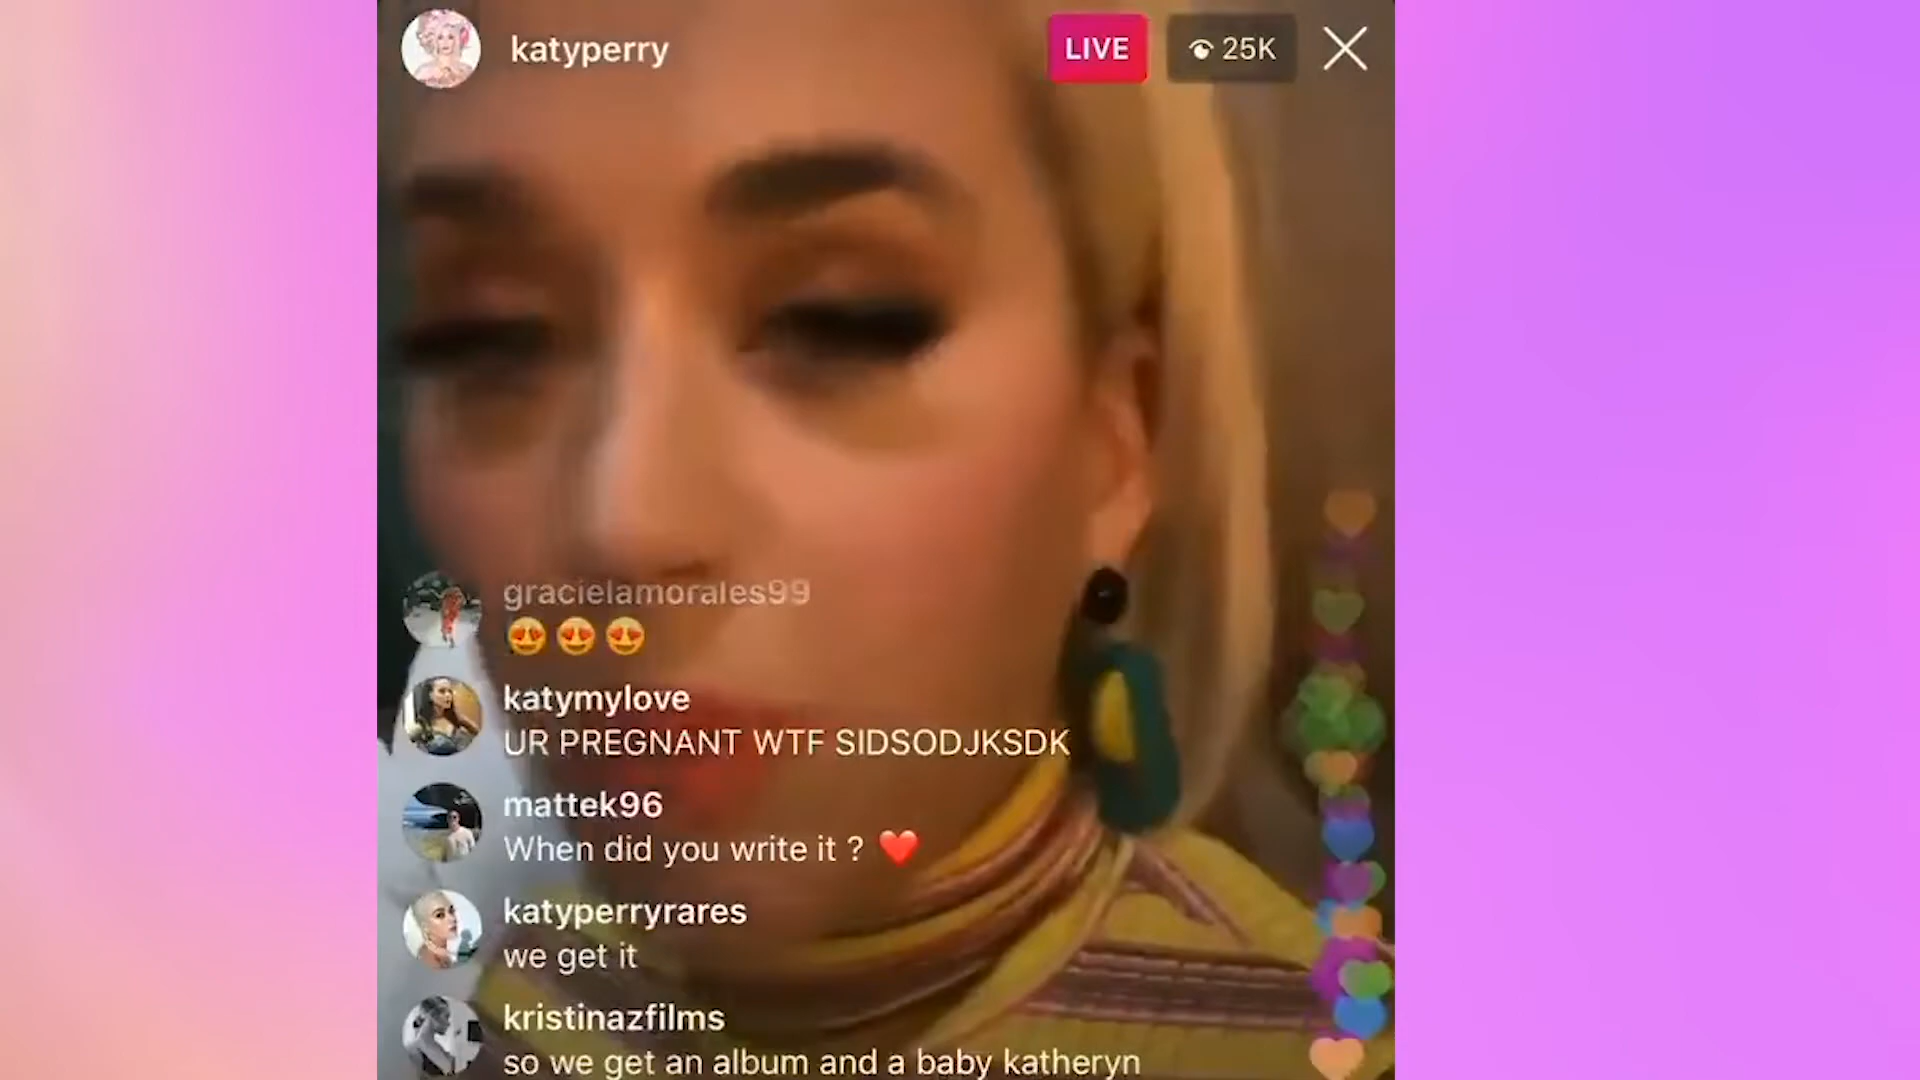 katyperry
LIVE
25K
gracielamorales99
😍😍😍
katymylove
UR PREGNANT WTF SIDSODJKSDK
mattek96
When did you write it ? ❤️
katyperryrares
we get it
kristinazfilms
so we get an album and a baby katheryn